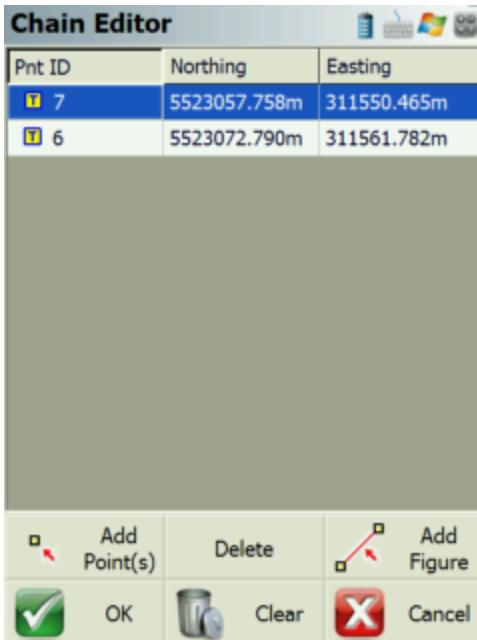 Chain Editor
Pnt ID Northing Easting
T 7 5523057.758m 311550.465m
T 6 5523072.790m 311561.782m
Add Point(s) Delete Add Figure
OK Clear Cancel